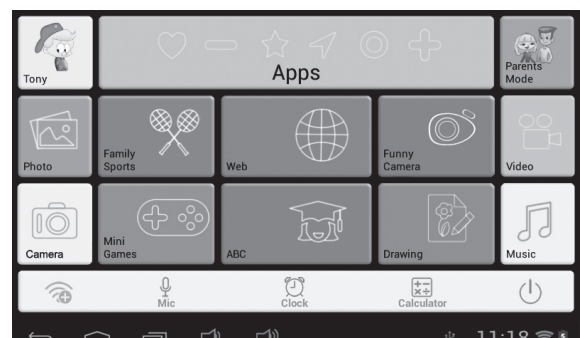 Apps
Tony
Parents
Mode
Photo
Family
Sports
Web
Funny
Camera
Video
Camera
Mini
Games
ABC
Drawing
Music
Mic
Clock
Calculator
11:18